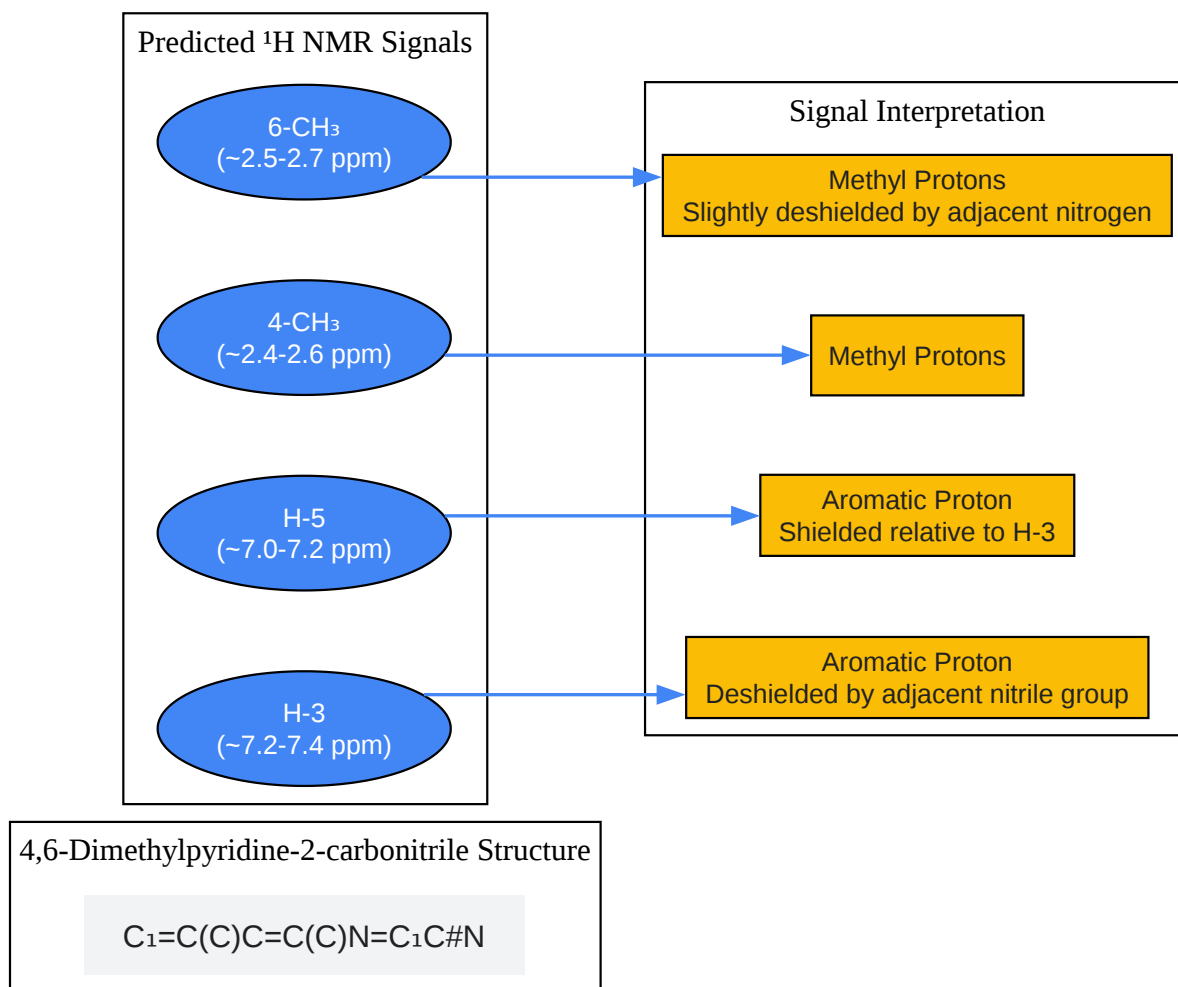 Predicted ¹H NMR Signals
6-CH₃
(~2.5-2.7 ppm)
4-CH₃
(~2.4-2.6 ppm)
H-5
(~7.0-7.2 ppm)
H-3
(~7.2-7.4 ppm)
Signal Interpretation
Methyl Protons
Slightly deshielded by adjacent nitrogen
Methyl Protons
Aromatic Proton
Shielded relative to H-3
Aromatic Proton
Deshielded by adjacent nitrile group
4,6-Dimethylpyridine-2-carbonitrile Structure
C₁=C(C)C=C(C)N=C₁C#N